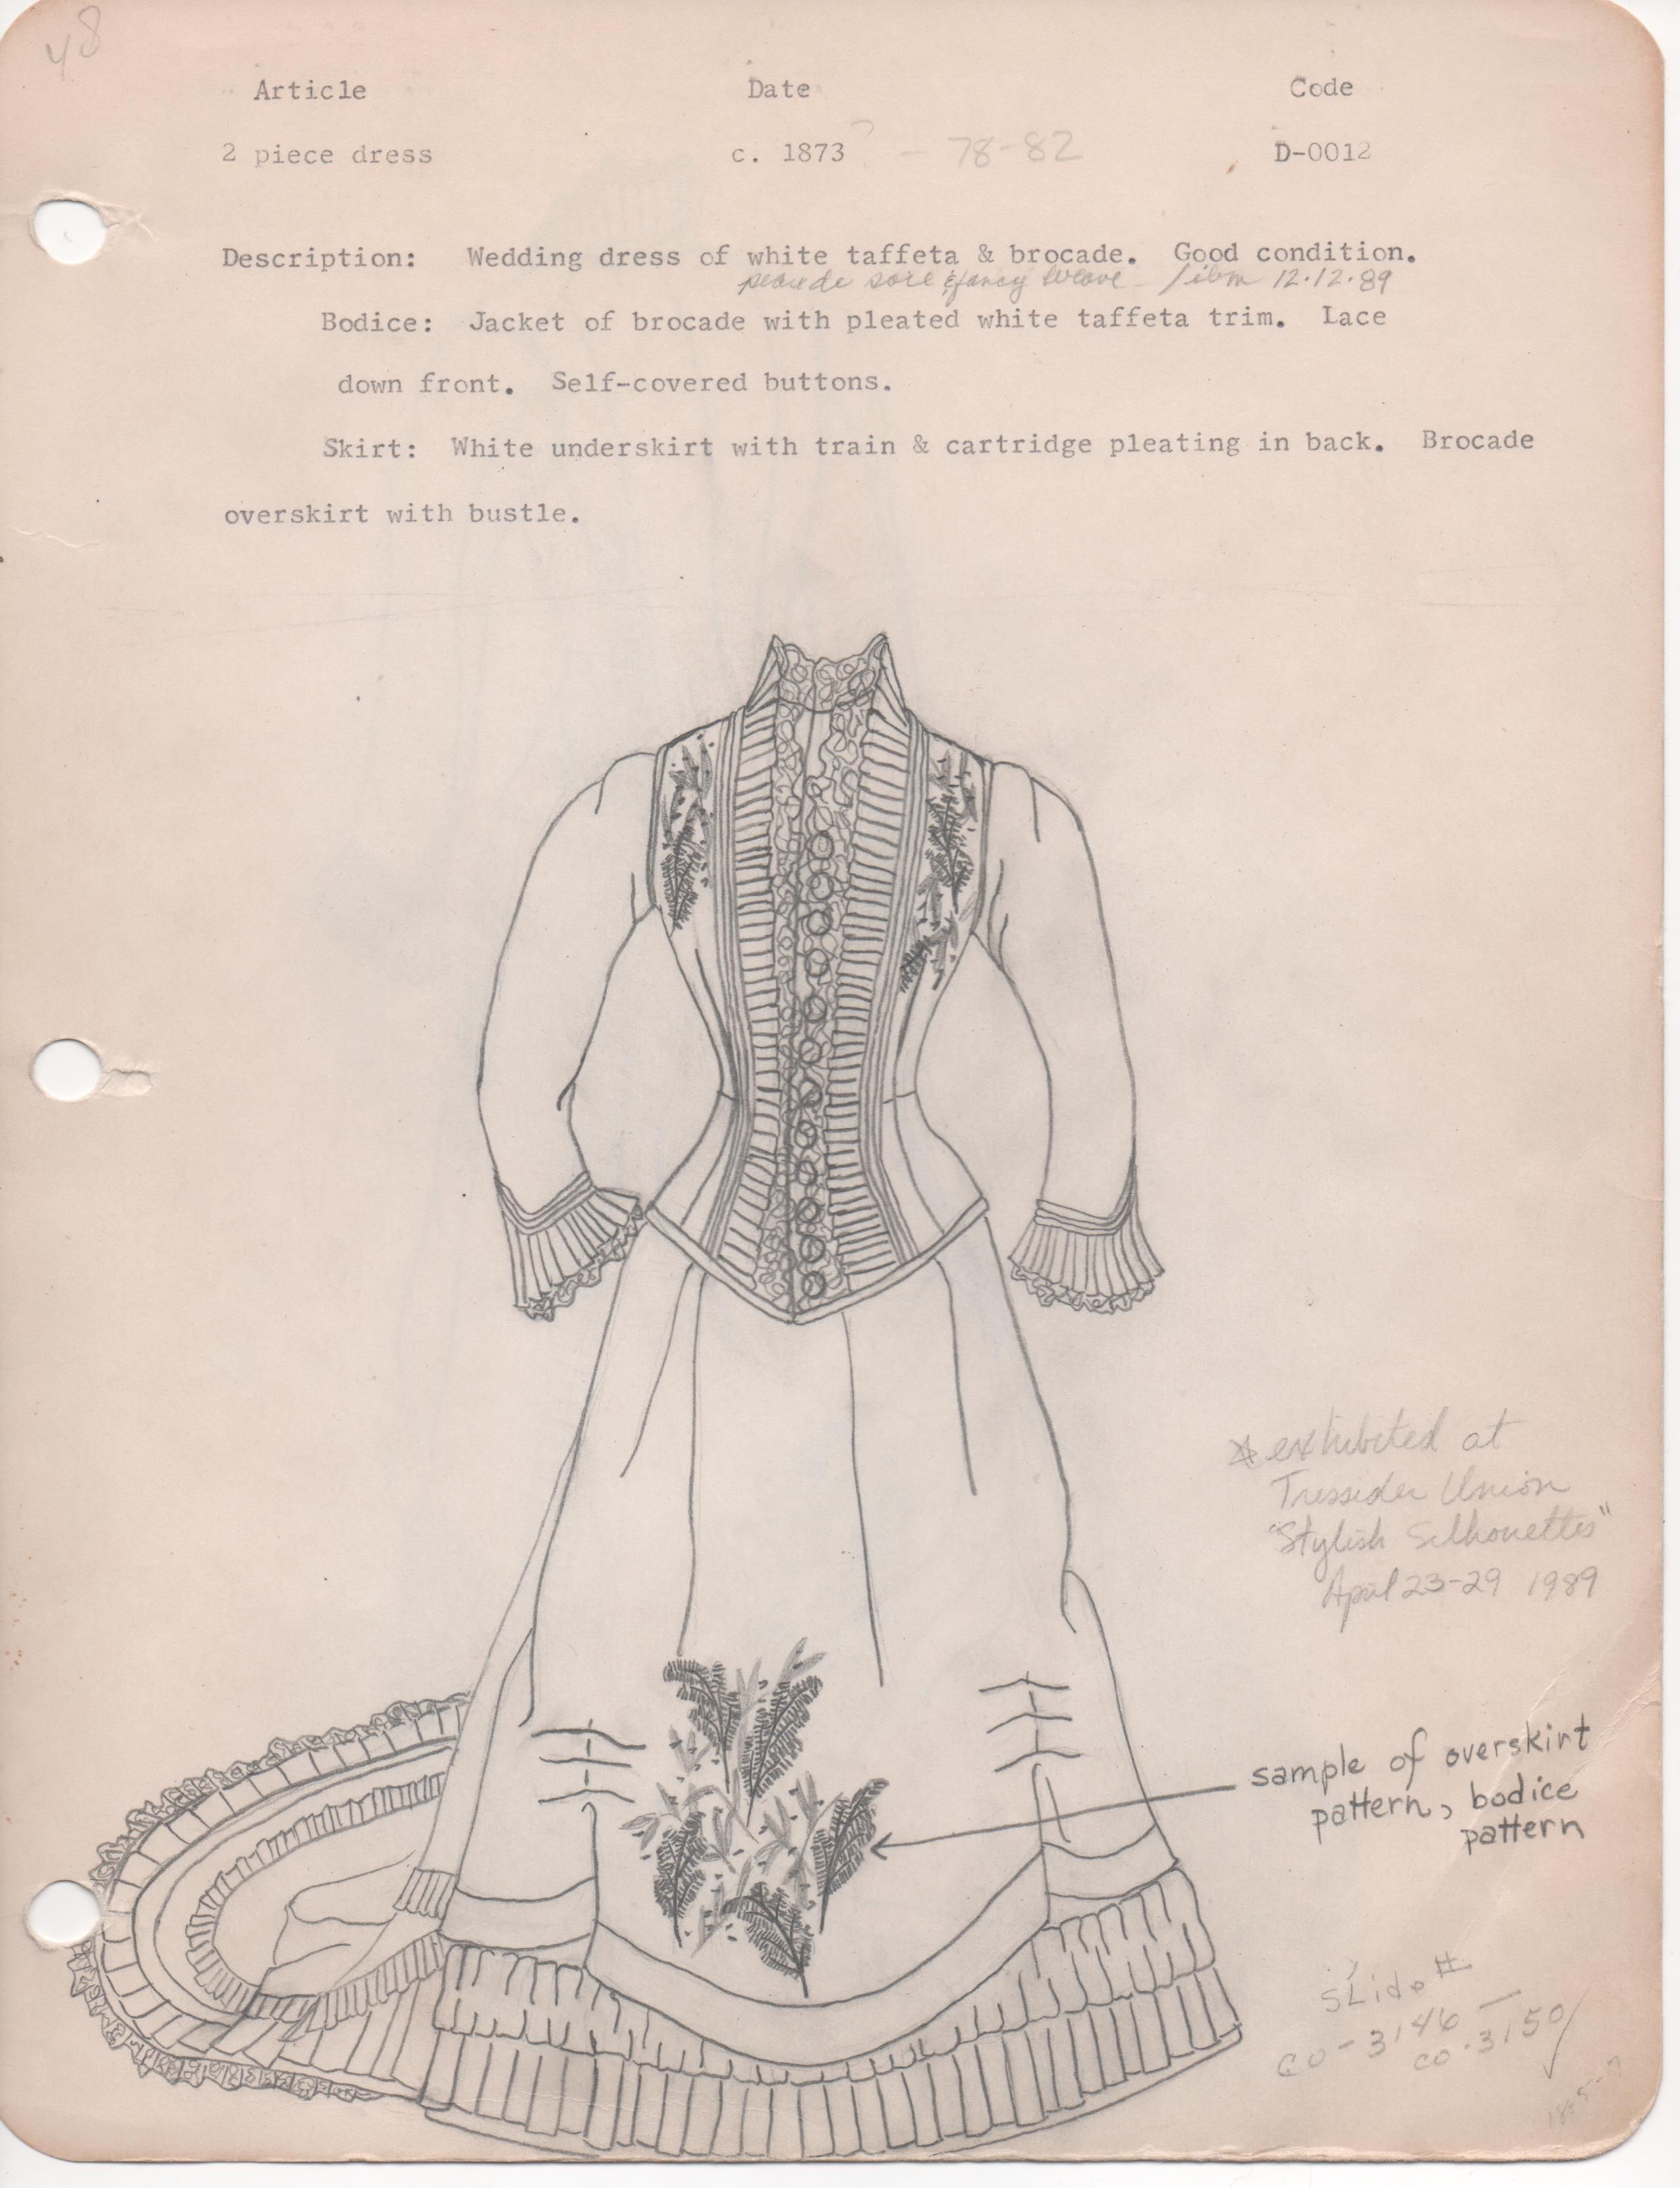 48
Article Date Code
2 piece dress c. 1873 ? - 78-82 D-0012
Description: Wedding dress of white taffeta & brocade. Good condition.
peau de soie & fancy weave - 12.12.89
Bodice: Jacket of brocade with pleated white taffeta trim. Lace
down front. Self-covered buttons.
Skirt: White underskirt with train & cartridge pleating in back. Brocade
overskirt with bustle.
* exhibited at
Tressider Union
"Stylish Silhouettes"
April 23-29 1989
sample of overskirt
pattern, bodice
pattern
Slide #
CO-3146 -
CO-3150